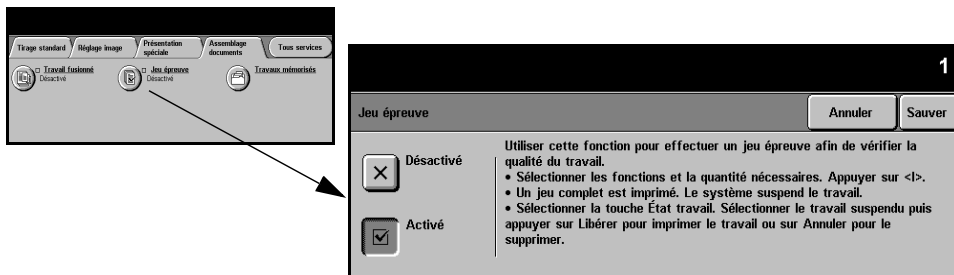 Tirage standard Réglage image Présentation spéciale Assemblage documents Tous services
Travail fusionné
Désactivé
Jeu épreuve
Désactivé
Travaux mémorisés
1
Jeu épreuve Annuler Sauver
Désactivé
Activé
Utiliser cette fonction pour effectuer un jeu épreuve afin de vérifier la
qualité du travail.
• Sélectionner les fonctions et la quantité nécessaires. Appuyer sur <I>.
• Un jeu complet est imprimé. Le système suspend le travail.
• Sélectionner la touche État travail. Sélectionner le travail suspendu puis
appuyer sur Libérer pour imprimer le travail ou sur Annuler pour le
supprimer.